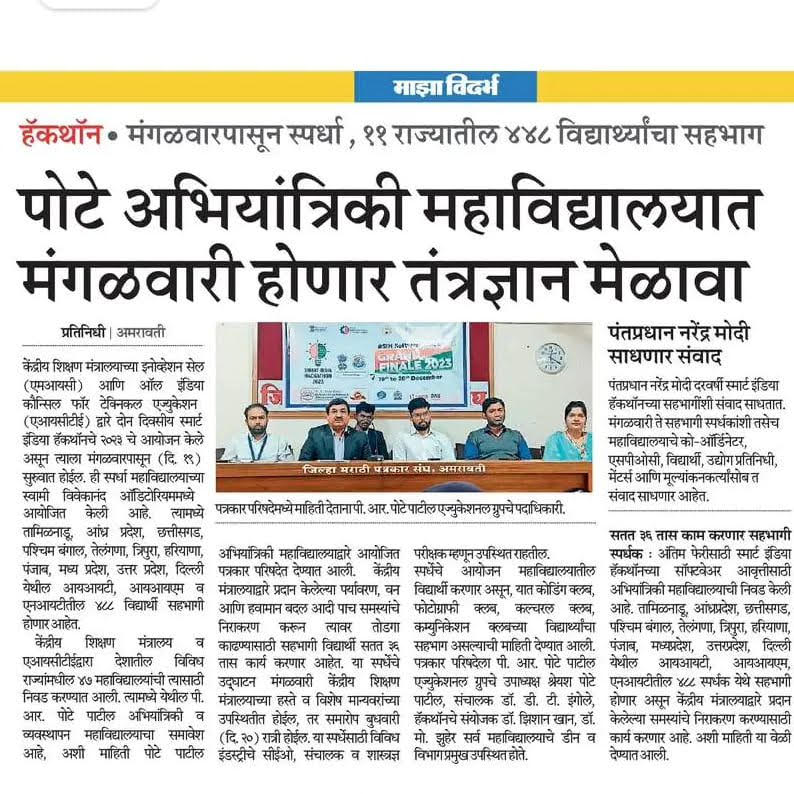 माझा विदर्भ
हॅकथॉन • मंगळवारपासून स्पर्धा , ११ राज्यातील ४४८ विद्यार्थ्यांचा सहभाग
पोटे अभियांत्रिकी महाविद्यालयात
मंगळवारी होणार तंत्रज्ञान मेळावा
प्रतिनिधी | अमरावती
केंद्रीय शिक्षण मंत्रालयाच्या इनोव्हेशन सेल
(एमआयसी) आणि ऑल इंडिया
कौन्सिल फॉर टेक्निकल एज्युकेशन
(एआयसीटीई) द्वारे दोन दिवसीय स्मार्ट
इंडिया हॅकथॉनचे २०२३ चे आयोजन केले
असून त्याला मंगळवारपासून (दि. १९)
सुरुवात होईल. ही स्पर्धा महाविद्यालयाच्या
स्वामी विवेकानंद ऑडिटोरियममध्ये
आयोजित केली आहे. त्यामध्ये
तामिळनाडू, आंध्र प्रदेश, छत्तीसगड,
पश्चिम बंगाल, तेलंगणा, त्रिपुरा, हरियाणा,
पंजाब, मध्य प्रदेश, उत्तर प्रदेश, दिल्ली
येथील आयआयटी, आयआयएम व
एनआयटीतील ४८८ विद्यार्थी सहभागी
होणार आहेत.
केंद्रीय शिक्षण मंत्रालय व
एआयसीटीईद्वारा देशातील विविध
राज्यांमधील ४७ महाविद्यालयांची त्यासाठी
निवड करण्यात आली. त्यामध्ये येथील पी.
आर. पोटे पाटील अभियांत्रिकी व
व्यवस्थापन महाविद्यालयाचा समावेश
आहे, अशी माहिती पोटे पाटील
SMART INDIA
HACKATHON
2023
GRAND
FINALE 2023
19th to 20th December
जि
घ
जिल्हा मराठी पत्रकार संघ, अमरावती
पत्रकार परिषदेमध्ये माहिती देताना पी. आर. पोटे पाटील एज्युकेशनल ग्रुपचे पदाधिकारी.
अभियांत्रिकी महाविद्यालयाद्वारे आयोजित
पत्रकार परिषदेत देण्यात आली. केंद्रीय
मंत्रालयाद्वारे प्रदान केलेल्या पर्यावरण, वन
आणि हवामान बदल आदी पाच समस्यांचे
निराकरण करून त्यावर तोडगा
काढण्यासाठी सहभागी विद्यार्थी सतत ३६
तास कार्य करणार आहेत. या स्पर्धेचे
उद्घाटन मंगळवारी केंद्रीय शिक्षण
मंत्रालयाच्या हस्ते व विशेष मान्यवरांच्या
उपस्थितीत होईल, तर समारोप बुधवारी
(दि. २०) रात्री होईल. या स्पर्धेसाठी विविध
इंडस्ट्रीचे सीईओ, संचालक व शास्त्रज्ञ
परीक्षक म्हणून उपस्थित राहतील.
स्पर्धेचे आयोजन महाविद्यालयातील
विद्यार्थी करणार असून, यात कोडिंग क्लब,
फोटोग्राफी क्लब, कल्चरल क्लब,
कम्युनिकेशन क्लबच्या विद्यार्थ्यांचा
सहभाग असल्याची माहिती देण्यात आली.
पत्रकार परिषदेला पी. आर. पोटे पाटील
एज्युकेशनल ग्रुपचे उपाध्यक्ष श्रेयश पोटे
पाटील, संचालक डॉ. डी. टी. इंगोले,
हॅकथॉनचे संयोजक डॉ. झिशान खान, डॉ.
मो. झुहेर सर्व महाविद्यालयाचे डीन व
विभागप्रमुख उपस्थित होते.
पंतप्रधान नरेंद्र मोदी
साधणार संवाद
पंतप्रधान नरेंद्र मोदी दरवर्षी स्मार्ट इंडिया
हॅकथॉनच्या सहभागींशी संवाद साधतात.
मंगळवारी ते सहभागी स्पर्धकांशी तसेच
महाविद्यालयाचे को-ऑर्डिनेटर,
एसपीओसी, विद्यार्थी, उद्योग प्रतिनिधी,
मेंटर्स आणि मूल्यांकनकर्त्यांसोब त
संवाद साधणार आहेत.
सतत ३६ तास काम करणार सहभागी
स्पर्धक : अंतिम फेरीसाठी स्मार्ट इंडिया
हॅकथॉनच्या सॉफ्टवेअर आवृत्तीसाठी
अभियांत्रिकी महाविद्यालयाची निवड केली
आहे. तामिळनाडू, आंध्रप्रदेश, छत्तीसगड,
पश्चिम बंगाल, तेलंगणा, त्रिपुरा, हरियाणा,
पंजाब, मध्यप्रदेश, उत्तरप्रदेश, दिल्ली
येथील आयआयटी, आयआयएम,
एनआयटीतील ४८८ स्पर्धक येथे सहभागी
होणार असून केंद्रीय मंत्रालयाद्वारे प्रदान
केलेल्या समस्यांचे निराकरण करण्यासाठी
कार्य करणार आहे. अशी माहिती या वेळी
देण्यात आली.